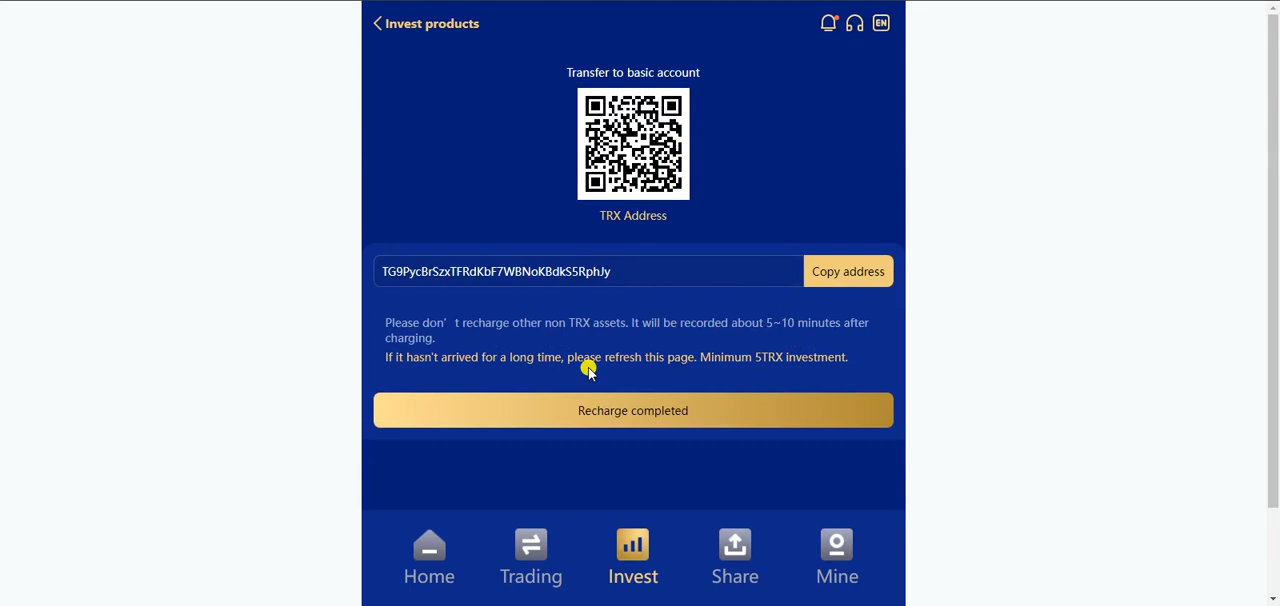 Invest products
EN
Transfer to basic account
TRX Address
TG9PycBrSzxTFRdKbF7WBNoKBdkS5RphJy
Copy address
Please don' t recharge other non TRX assets. It will be recorded about 5~10 minutes after
charging.
If it hasn't arrived for a long time, please refresh this page. Minimum 5TRX investment.
Recharge completed
Home
Trading
Invest
Share
Mine